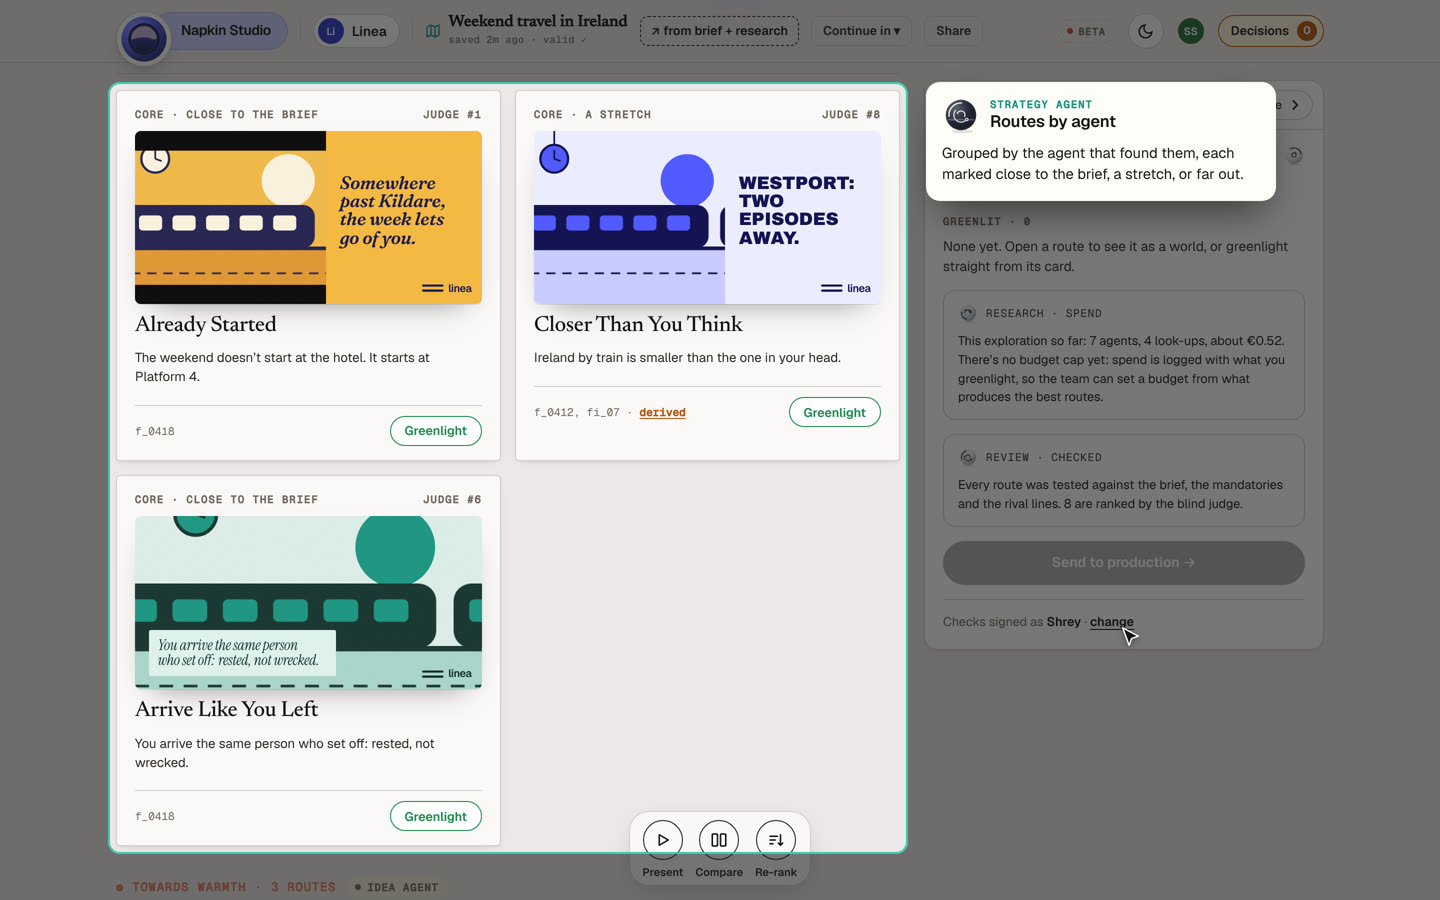 Napkin Studio
Li Linea
Weekend travel in Ireland
saved 2m ago · valid ✓
↗ from brief + research
Continue in ▾
Share
BETA
SS
Decisions 0
CORE · CLOSE TO THE BRIEF JUDGE #1
Somewhere
past Kildare,
the week lets
go of you.
linea
Already Started
The weekend doesn’t start at the hotel. It starts at
Platform 4.
f_0418
Greenlight
CORE · A STRETCH JUDGE #8
WESTPORT:
TWO
EPISODES
AWAY.
linea
Closer Than You Think
Ireland by train is smaller than the one in your head.
f_0412, fi_07 · derived
Greenlight
CORE · CLOSE TO THE BRIEF JUDGE #6
You arrive the same person
who set off: rested, not wrecked.
linea
Arrive Like You Left
You arrive the same person who set off: rested, not
wrecked.
f_0418
Greenlight
TOWARDS WARMTH · 3 ROUTES
IDEA AGENT
Present
Compare
Re-rank
STRATEGY AGENT
Routes by agent
Grouped by the agent that found them, each
marked close to the brief, a stretch, or far out.
GREENLIT · 0
None yet. Open a route to see it as a world, or greenlight
straight from its card.
RESEARCH · SPEND
This exploration so far: 7 agents, 4 look-ups, about €0.52.
There’s no budget cap yet: spend is logged with what you
greenlight, so the team can set a budget from what
produces the best routes.
REVIEW · CHECKED
Every route was tested against the brief, the mandatories
and the rival lines. 8 are ranked by the blind judge.
Send to production →
Checks signed as Shrey · change